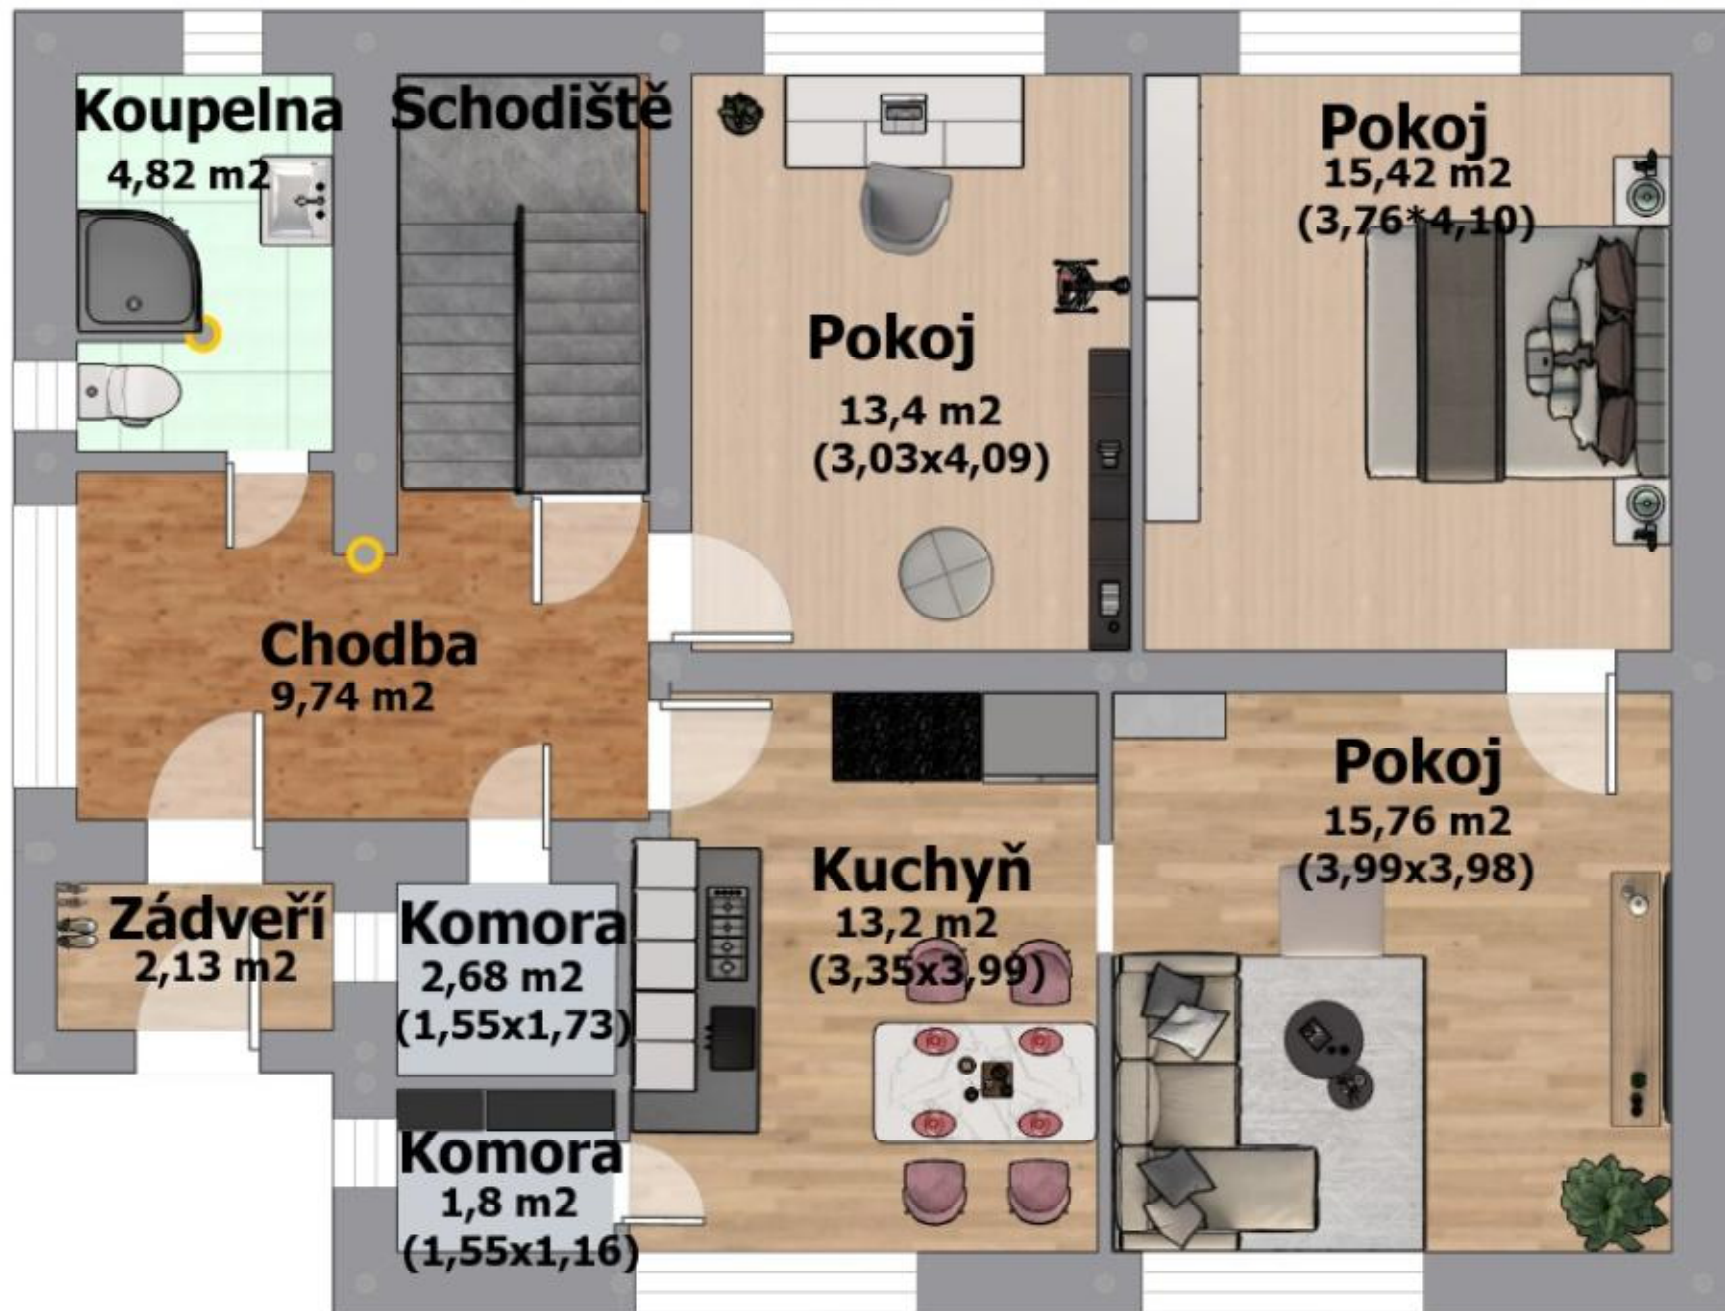 Koupelna
4,82 m2
Schodiště
Pokoj
15,42 m2
(3,76*4,10)
Pokoj
13,4 m2
(3,03x4,09)
Chodba
9,74 m2
Pokoj
15,76 m2
(3,99x3,98)
Kuchyň
13,2 m2
(3,35x3,99)
Zádveří
2,13 m2
Komora
2,68 m2
(1,55x1,73)
Komora
1,8 m2
(1,55x1,16)